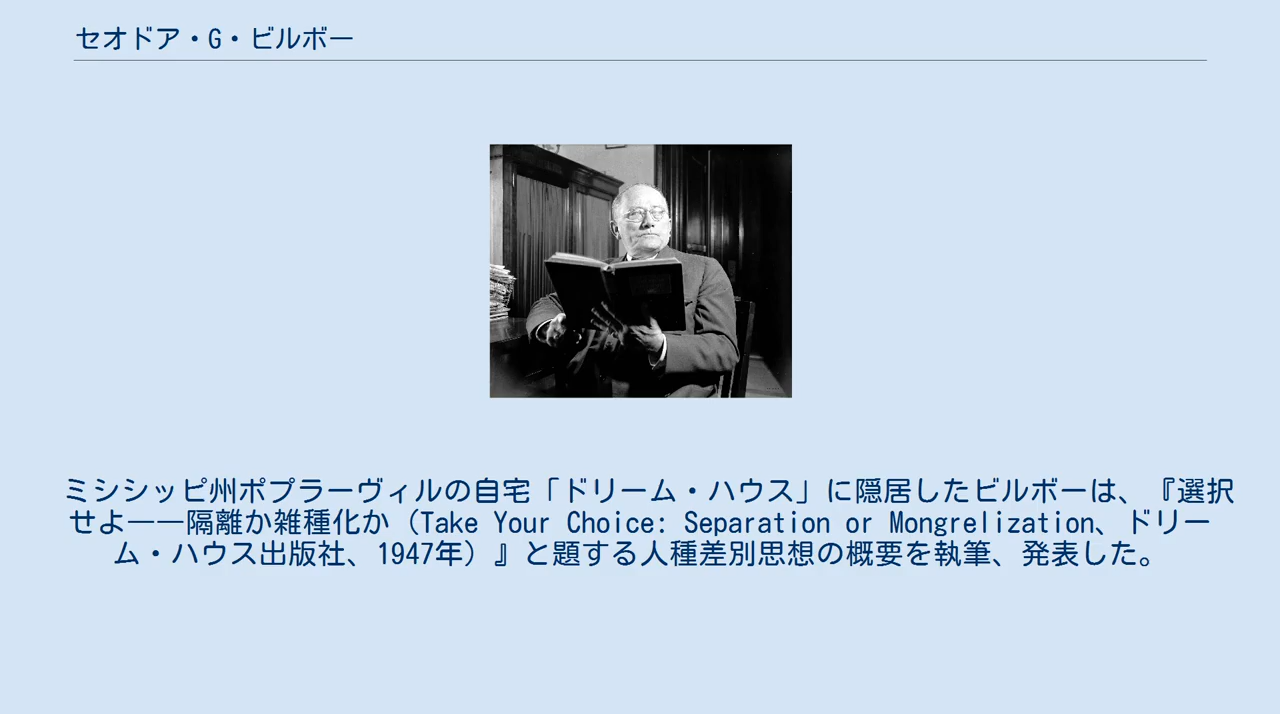 セオドア・G・ビルボー
ミシシッピ州ポプラーヴィルの自宅「ドリーム・ハウス」に隠居したビルボーは、『選択
せよ――隔離か雑種化か（Take Your Choice: Separation or Mongrelization、ドリー
ム・ハウス出版社、1947年）』と題する人種差別思想の概要を執筆、発表した。